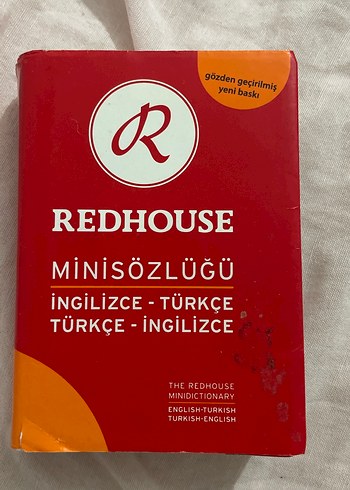 gözden geçirilmiş
yeni baskı
R
REDHOUSE
MİNİSÖZLÜĞÜ
İNGİLİZCE - TÜRKÇE
TÜRKÇE - İNGİLİZCE
THE REDHOUSE
MINIDICTIONARY
ENGLISH-TURKISH
TURKISH-ENGLISH